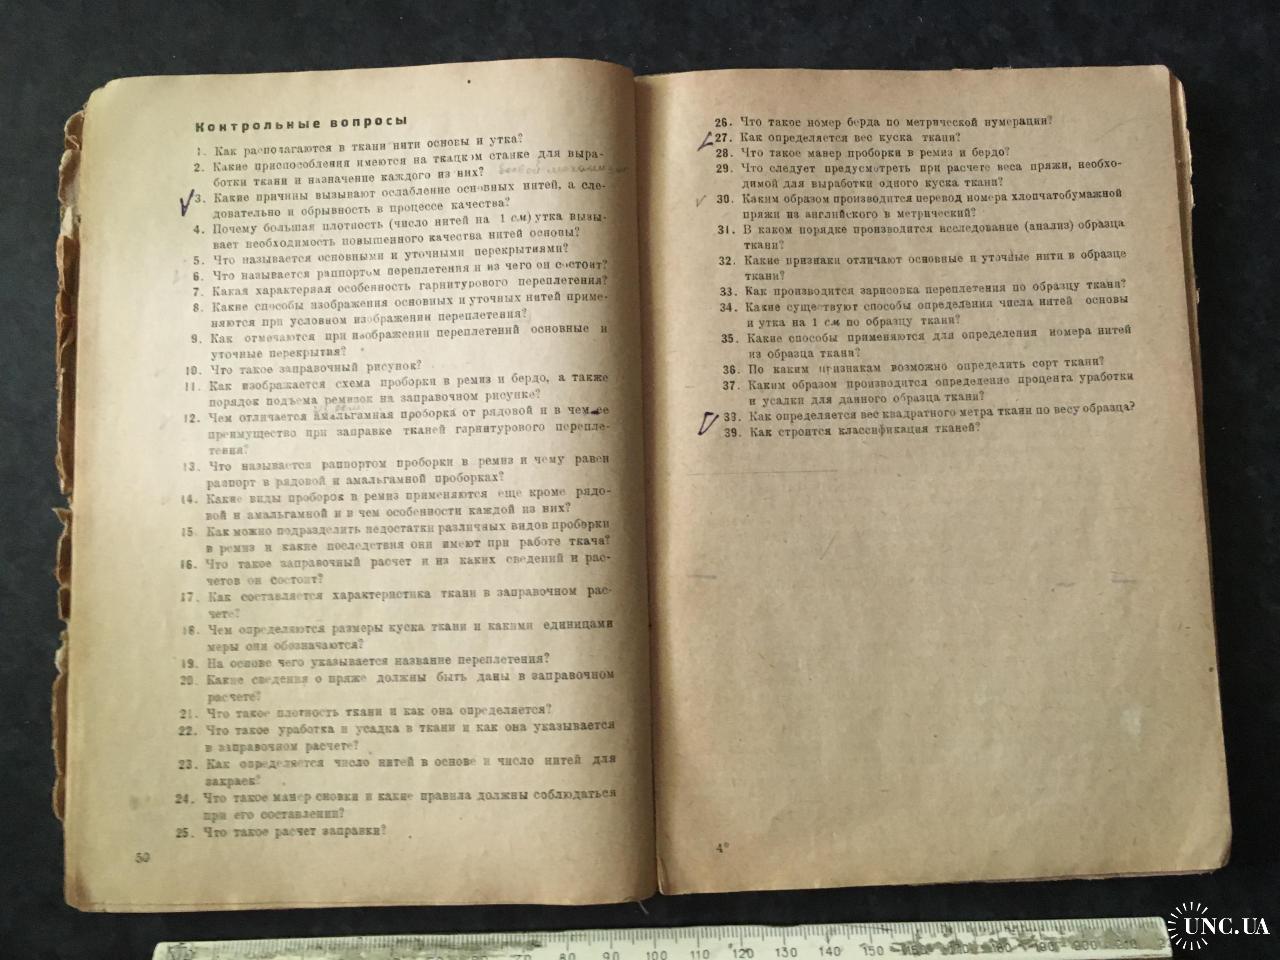 Контрольные вопросы
1. Как располагаются в ткани нити основы и утка?
2. Какие приспособления имеются на ткацком станке для выра-
ботки ткани и назначение каждого из них?
3. Какие причины вызывают ослабление основных нитей, а сле-
довательно и обрывность в процессе качества?
4. Почему большая плотность (число нитей на 1 см) утка вызы-
вает необходимость повышенного качества нитей основы?
5. Что называется основными и уточными перекрытиями?
6. Что называется раппортом переплетения и из чего он состоит?
7. Какая характерная особенность гарнитурового переплетения?
8. Какие способы изображения основных и уточных нитей приме-
няются при условном изображении переплетения?
9. Как отмечаются при изображении переплетений основные и
уточные перекрытия?
10. Что такое заправочный рисунок?
11. Как изображается схема проборки в ремиз и бердо, а также
порядок подъема ремизок на заправочном рисунке?
12. Чем отличается амальгамная проборка от рядовой и в чем ее
преимущество при заправке тканей гарнитурового перепле-
тения?
13. Что называется раппортом проборки в ремиз и чему равен
раппорт в рядовой и амальгамной проборках?
14. Какие виды проборок в ремиз применяются еще кроме рядо-
вой и амальгамной и в чем особенности каждой из них?
15. Как можно подразделить недостатки различных видов проборки
в ремиз и какие последствия они имеют при работе ткача?
16. Что такое заправочный расчет и из каких сведений и рас-
четов он состоит?
17. Как составляется характеристика ткани в заправочном рас-
чете?
18. Чем определяются размеры куска ткани и какими единицами
меры они обозначаются?
19. На основе чего указывается название переплетения?
20. Какие сведения о пряже должны быть даны в заправочном
расчете?
21. Что такое плотность ткани и как она определяется?
22. Что такое уработка и усадка в ткани и как она указывается
в заправочном расчете?
23. Как определяется число нитей в основе и число нитей для
закраек?
24. Что такое манер сновки и какие правила должны соблюдаться
при его составлении?
25. Что такое расчет заправки?
50
26. Что такое номер берда по метрической нумерации?
27. Как определяется вес куска ткани?
28. Что такое манер проборки в ремиз и бердо?
29. Что следует предусмотреть при расчете веса пряжи, необхо-
димой для выработки одного куска ткани?
30. Каким образом производится перевод номера хлопчатобумажной
пряжи из английского в метрический?
31. В каком порядке производится исследование (анализ) образца
ткани?
32. Какие признаки отличают основные и уточные нити в образце
ткани?
33. Как производится зарисовка переплетения по образцу ткани?
34. Какие существуют способы определения числа нитей основы
и утка на 1 см по образцу ткани?
35. Какие способы применяются для определения номера нитей
из образца ткани?
36. По каким признакам возможно определить сорт ткани?
37. Каким образом производится определение процента уработки
и усадки для данного образца ткани?
33. Как определяется вес квадратного метра ткани по весу образца?
39. Как строится классификация тканей?
4*
80 90 100 110 120 130 140 150 160 170 180 190 200 210
UNC.UA